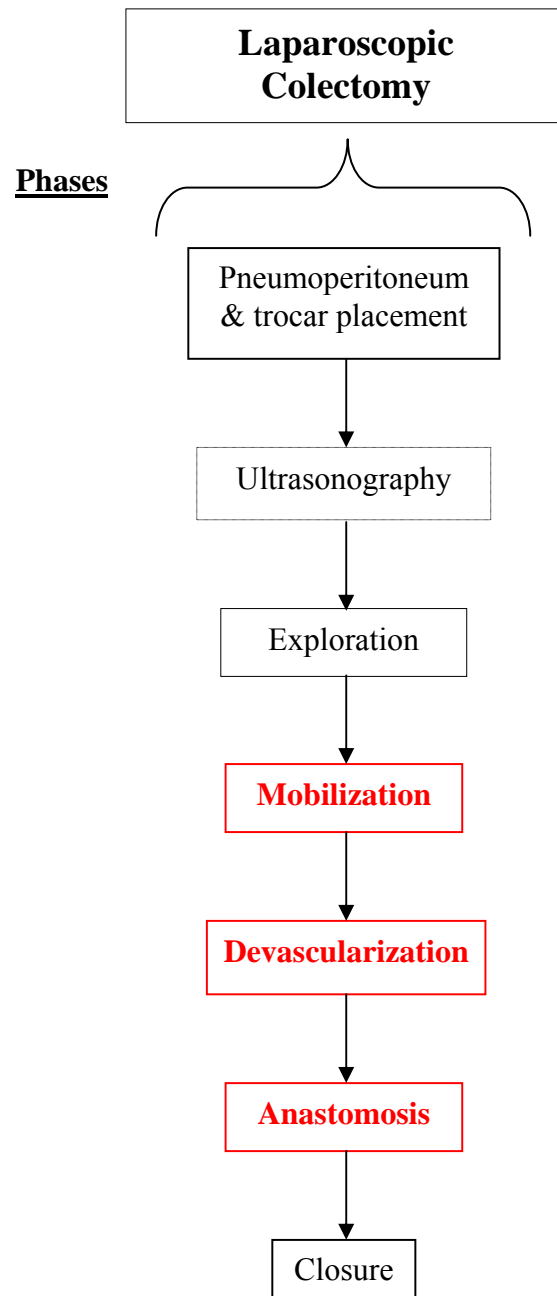 Laparoscopic
Colectomy
Phases
Pneumoperitoneum
& trocar placement
Ultrasonography
Exploration
Mobilization
Devascularization
Anastomosis
Closure